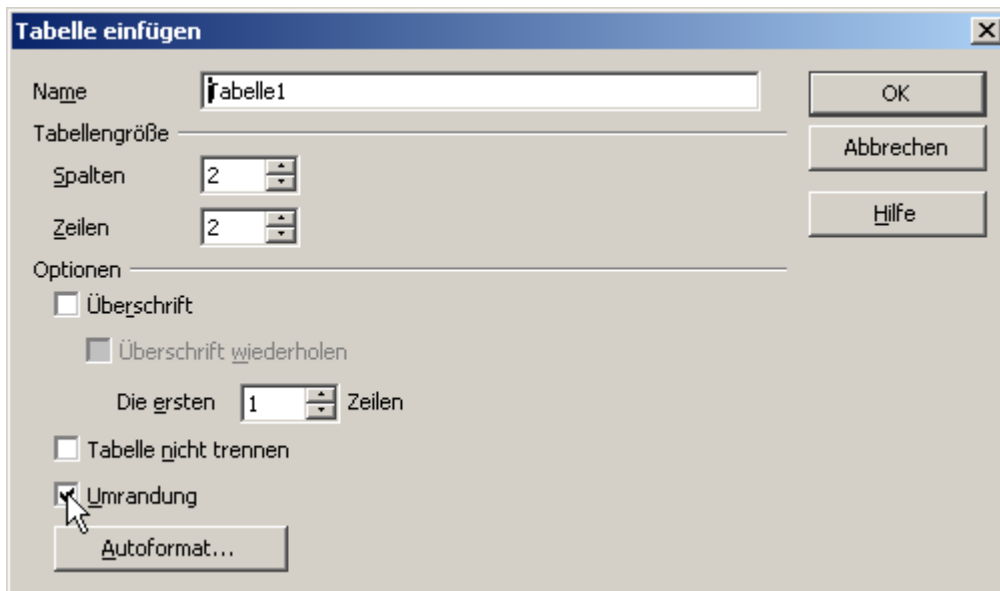 Tabelle einfügen
Name Tabelle1
OK
Tabellengröße
Abbrechen
Spalten 2
Hilfe
Zeilen 2
Optionen
Überschrift
Überschrift wiederholen
Die ersten 1 Zeilen
Tabelle nicht trennen
Umrandung
Autoformat...